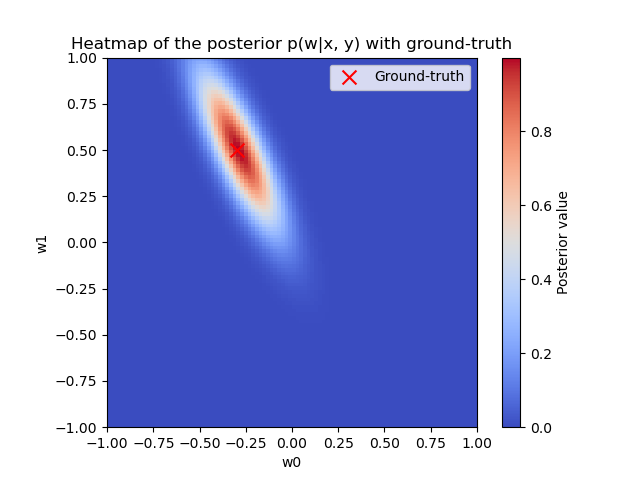 Heatmap of the posterior p(w|x, y) with ground-truth
Ground-truth
1.00
0.75
0.50
0.25
0.00
−0.25
−0.50
−0.75
−1.00
w1
−1.00 −0.75 −0.50 −0.25 0.00 0.25 0.50 0.75 1.00
w0
0.8
0.6
0.4
0.2
0.0
Posterior value